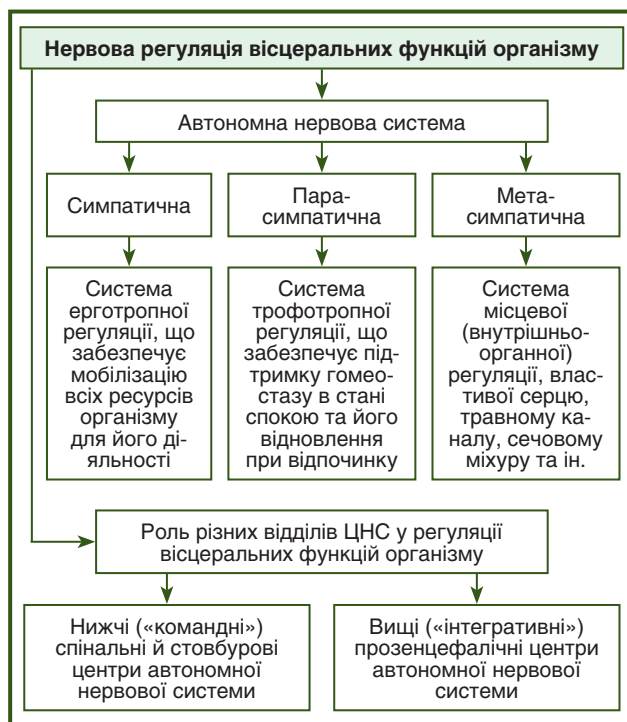 Нервова регуляція вісцеральних функцій організму
Автономна нервова система
Симпатична
Пара-
симпатична
Мета-
симпатична
Система
ерготропної
регуляції, що
забезпечує
мобілізацію
всіх ресурсів
організму
для його ді-
яльності
Система
трофотропної
регуляції, що
забезпечує під-
тримку гомео-
стазу в стані
спокою та його
відновлення
при відпочинку
Система
місцевої
(внутрішньо-
органної)
регуляції, влас-
тивої серцю,
травному ка-
налу, сечовому
міхуру та ін.
Роль різних відділів ЦНС у регуляції
вісцеральних функцій організму
Нижчі («командні»)
спінальні й стовбурові
центри автономної
нервової системи
Вищі («інтегративні»)
прозенцефалічні центри
автономної нервової
системи